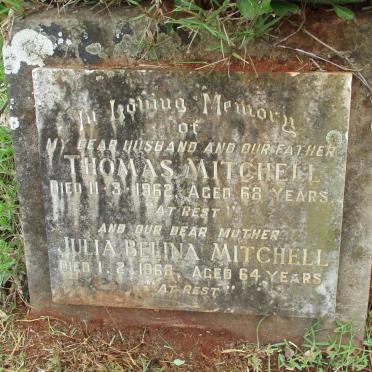 In Loving Memory
of
MY DEAR HUSBAND AND OUR FATHER
THOMAS MITCHELL
DIED 11-3-1962, AGED 68 YEARS
"AT REST"
AND OUR DEAR MOTHER
JULIA BELINA MITCHELL
DIED 1.2.1968, AGED 64 YEARS
"AT REST"